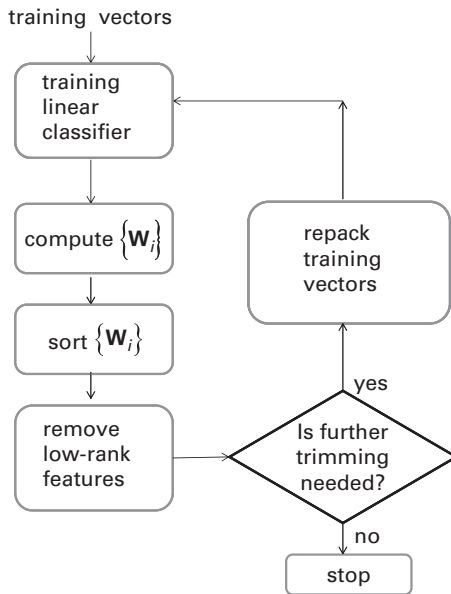 training vectors
training
linear
classifier
compute {W_i}
sort {W_i}
remove
low-rank
features
repack
training
vectors
yes
Is further
trimming
needed?
no
stop